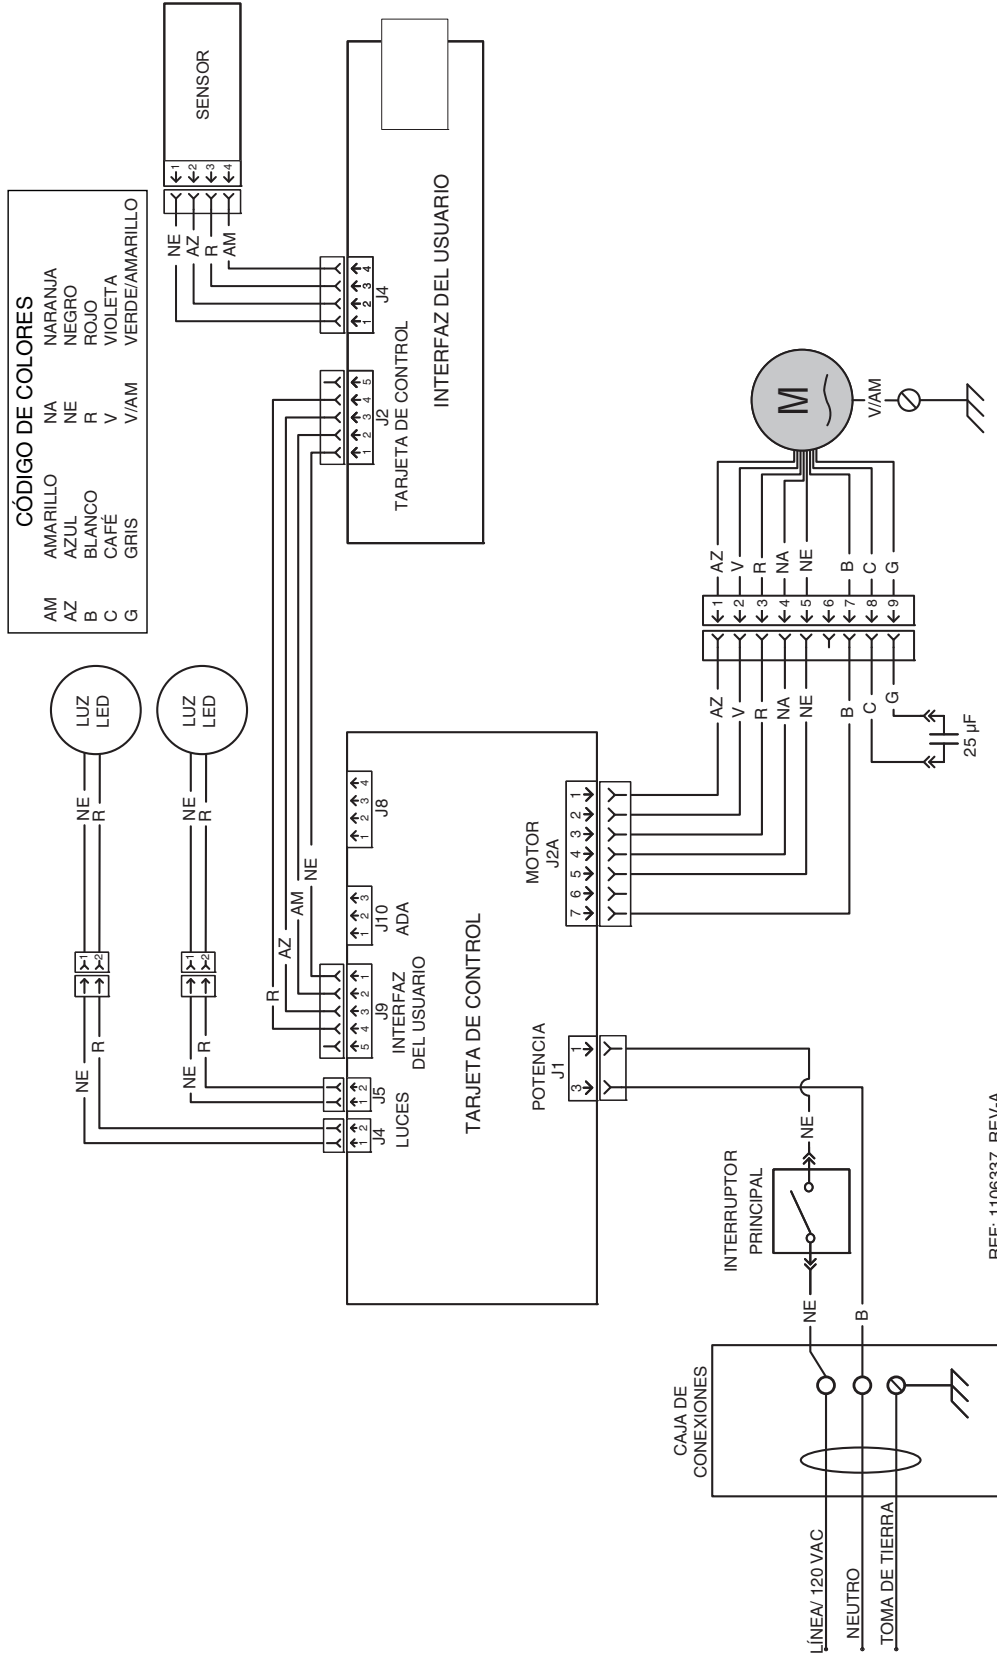 CÓDIGO DE COLORES
AM AMARILLO NA NARANJA
AZ AZUL NE NEGRO
B BLANCO R ROJO
C CAFÉ V VIOLETA
G GRIS V/AM VERDE/AMARILLO
LUZ
LED
NE
R
1
2
NE
R
LUZ
LED
NE
R
1
2
NE
R
SENSOR
1
2
3
4
NE
AZ
R
AM
1 2 3 4
J4
INTERFAZ DEL USUARIO
1 2 3 4 5
J2
TARJETA DE CONTROL
R
AZ
AM
NE
1 2
J4
1 2
J5
LUCES
5 4 3 2 1
J9
INTERFAZ
DEL USUARIO
1 2 3
J10
ADA
1 2 3 4
J8
TARJETA DE CONTROL
POTENCIA
J1
3 1
MOTOR
J2A
7 6 5 4 3 2 1
AZ
V
R
NA
NE
B
C
G
1
2
3
4
5
6
7
8
9
AZ
V
R
NA
NE
B
C
G
25 µF
M
V/AM
INTERRUPTOR
PRINCIPAL
NE
NE
B
CAJA DE
CONEXIONES
LÍNEA/ 120 VAC
NEUTRO
TOMA DE TIERRA
REF: 1106337 REV-A